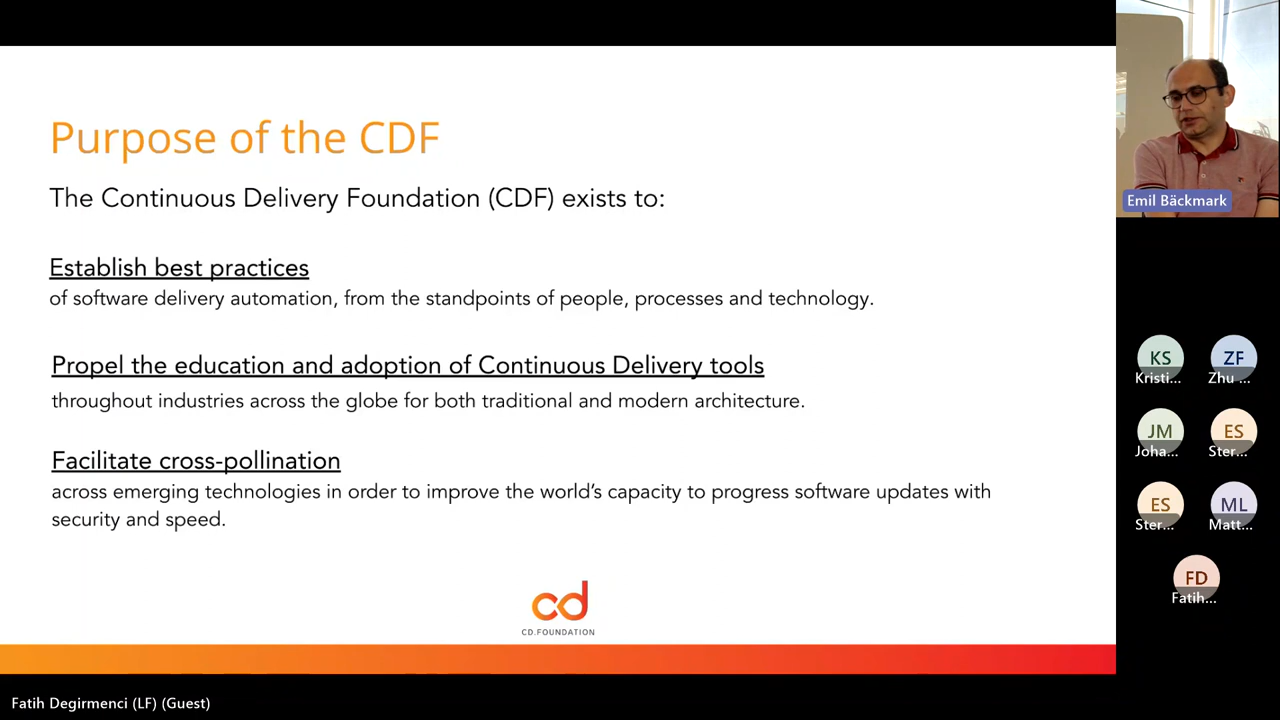 Purpose of the CDF
The Continuous Delivery Foundation (CDF) exists to:
Establish best practices
of software delivery automation, from the standpoints of people, processes and technology.
Propel the education and adoption of Continuous Delivery tools
throughout industries across the globe for both traditional and modern architecture.
Facilitate cross-pollination
across emerging technologies in order to improve the world’s capacity to progress software updates with
security and speed.
cd
CD.FOUNDATION
Fatih Degirmenci (LF) (Guest)
Emil Bäckmark
KS
Kristi...
ZF
Zhu ...
JM
Joha...
ES
Ster...
ES
Ster...
ML
Matt...
FD
Fatih...